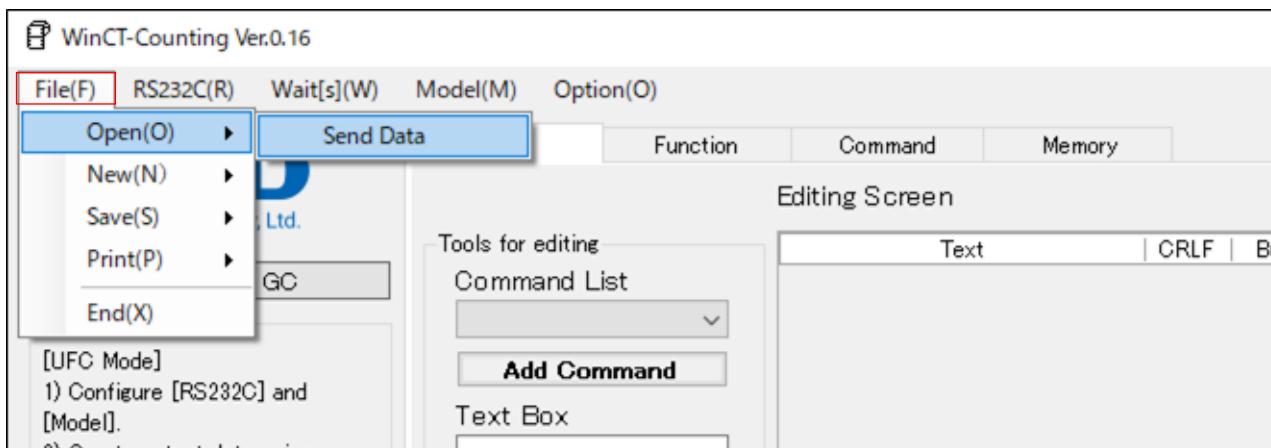 WinCT-Counting Ver.0.16
File(F) RS232C(R) Wait[s](W) Model(M) Option(O)
Open(O) Send Data
Function Command Memory
New(N)
Editing Screen
Save(S) Ltd.
Tools for editing Text CRLF
Print(P)
GC Command List
End(X)
[UFC Mode]
Add Command
1) Configure [RS232C] and
[Model].
Text Box